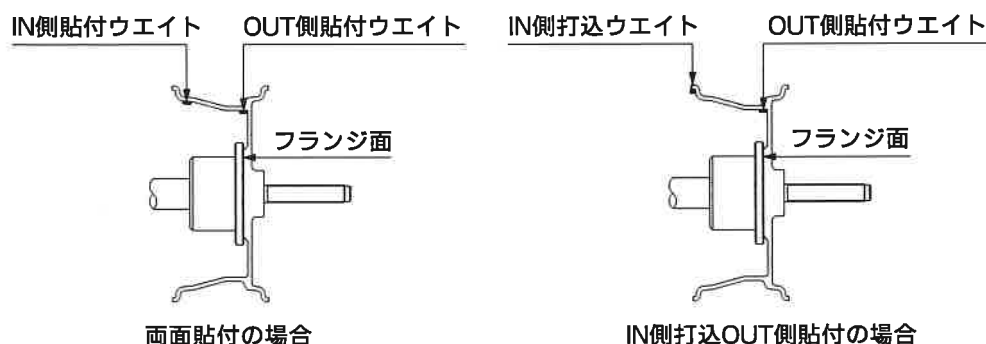 IN側貼付ウエイト
OUT側貼付ウエイト
フランジ面
両面貼付の場合
IN側打込ウエイト
OUT側貼付ウエイト
フランジ面
IN側打込OUT側貼付の場合